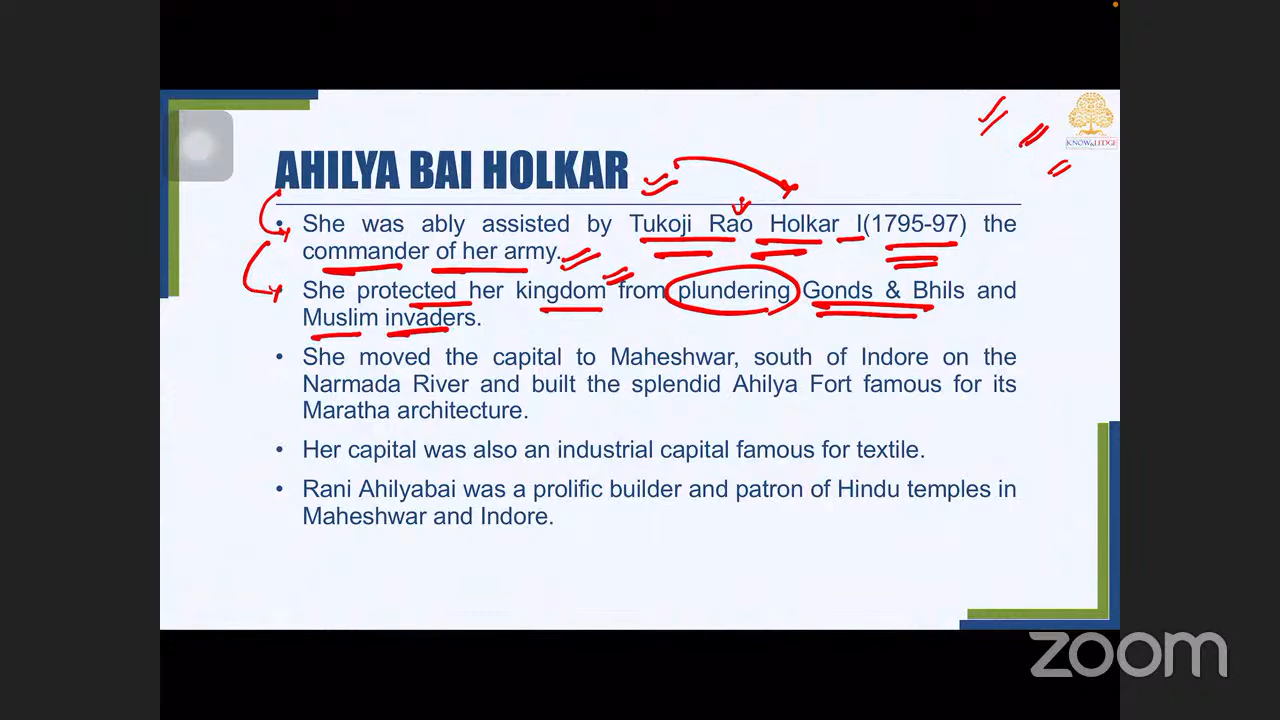 KNOWLEDGE
AHILYA BAI HOLKAR
• She was ably assisted by Tukoji Rao Holkar I(1795-97) the
commander of her army.
• She protected her kingdom from plundering Gonds & Bhils and
Muslim invaders.
• She moved the capital to Maheshwar, south of Indore on the
Narmada River and built the splendid Ahilya Fort famous for its
Maratha architecture.
• Her capital was also an industrial capital famous for textile.
• Rani Ahilyabai was a prolific builder and patron of Hindu temples in
Maheshwar and Indore.
zoom